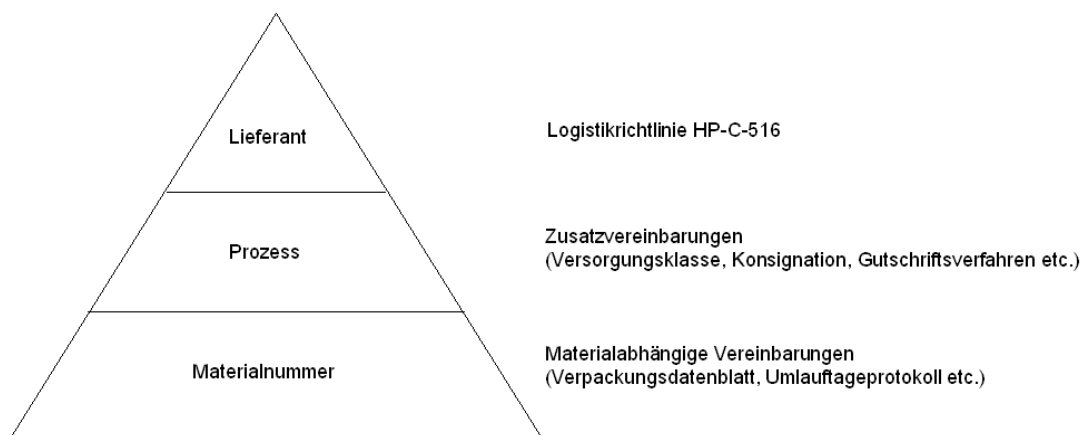 Lieferant
Logistikrichtlinie HP-C-516
Prozess
Zusatzvereinbarungen
(Versorgungsklasse, Konsignation, Gutschriftsverfahren etc.)
Materialnummer
Materialabhängige Vereinbarungen
(Verpackungsdatenblatt, Umlauftageprotokoll etc.)